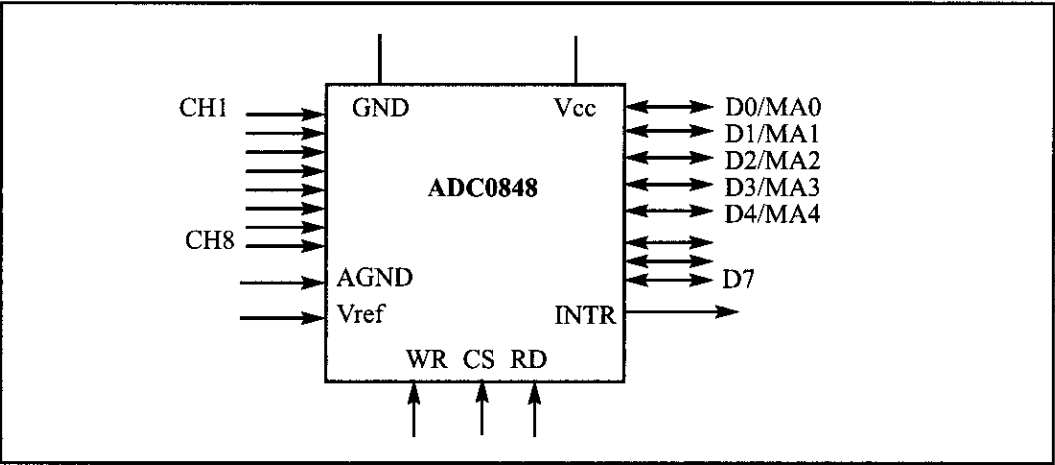 GND
Vcc
CH1
CH8
ADC0848
AGND
Vref
INTR
WR CS RD
D0/MA0
D1/MA1
D2/MA2
D3/MA3
D4/MA4
D7